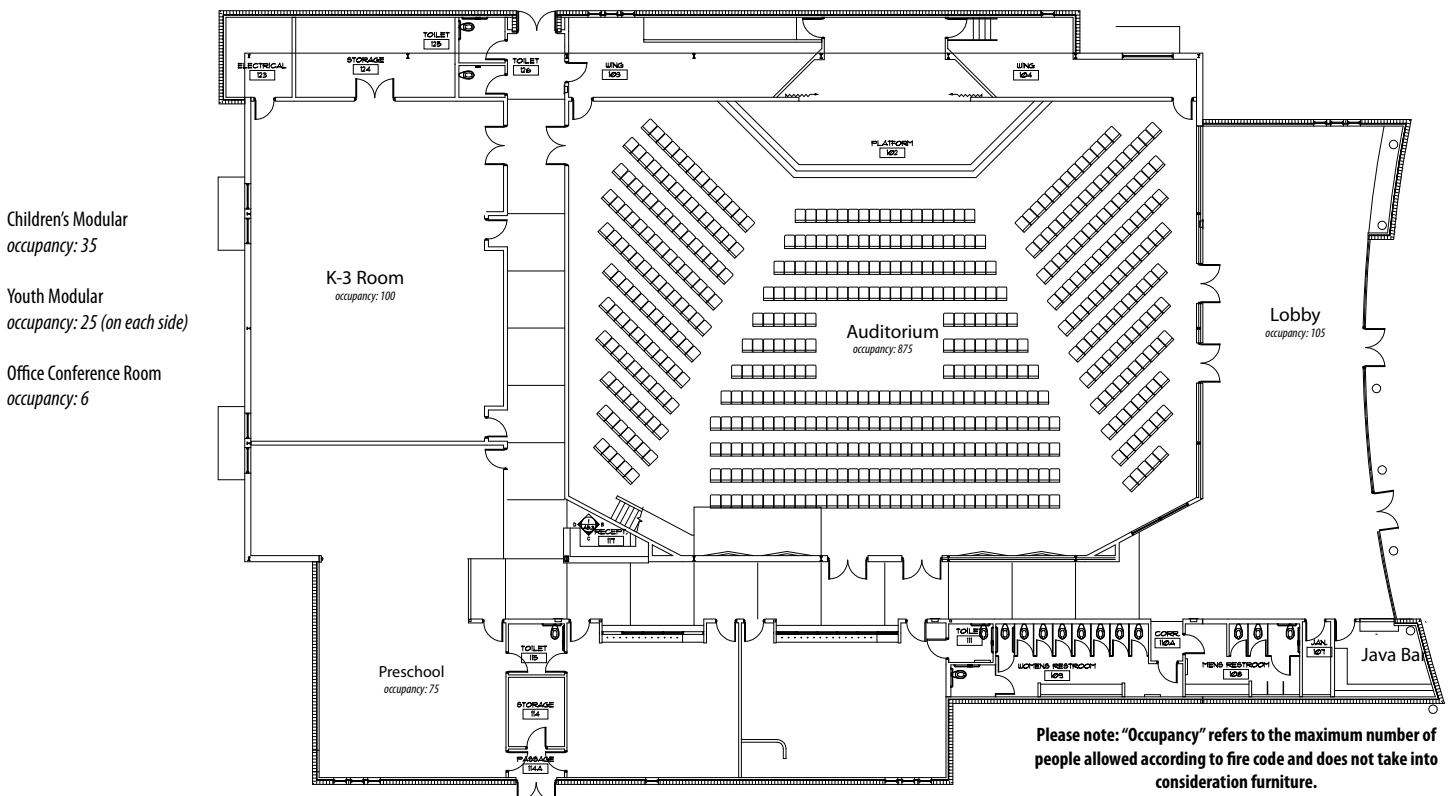 TOILET
125
ELECTRICAL
123
STORAGE
124
TOILET
126
WING
103
WING
104
PLATFORM
102
Children's Modular
occupancy: 35
Youth Modular
occupancy: 25 (on each side)
Office Conference Room
occupancy: 6
K-3 Room
occupancy: 100
Auditorium
occupancy: 875
Lobby
occupancy: 105
RECEPT.
117
TOILET
115
TOILET
111
WOMENS RESTROOM
109
CORR.
110A
MENS RESTROOM
108
JAN.
107
Java Bar
Preschool
occupancy: 75
STORAGE
114
PASSAGE
114A
Please note: “Occupancy” refers to the maximum number of
people allowed according to fire code and does not take into
consideration furniture.